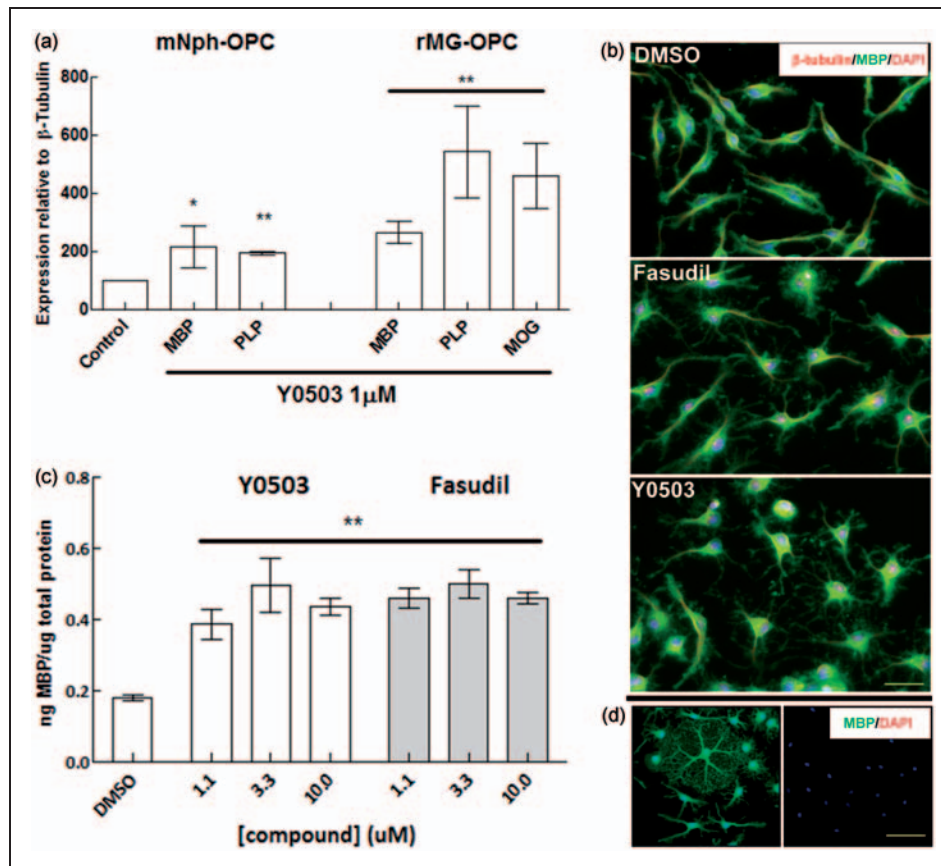 (a)
mNph-OPC
rMG-OPC
Expression relative to β-Tubulin
800
600
400
200
0
*
**
**
Control
MBP
PLP
MBP
PLP
MOG
Y0503 1μM
(b)
DMSO
β-tubulin/MBP/DAPI
Fasudil
Y0503
(c)
Y0503
Fasudil
**
ng MBP/ug total protein
0.8
0.6
0.4
0.2
0.0
DMSO
1.1
3.3
10.0
1.1
3.3
10.0
[compound] (uM)
(d)
MBP/DAPI